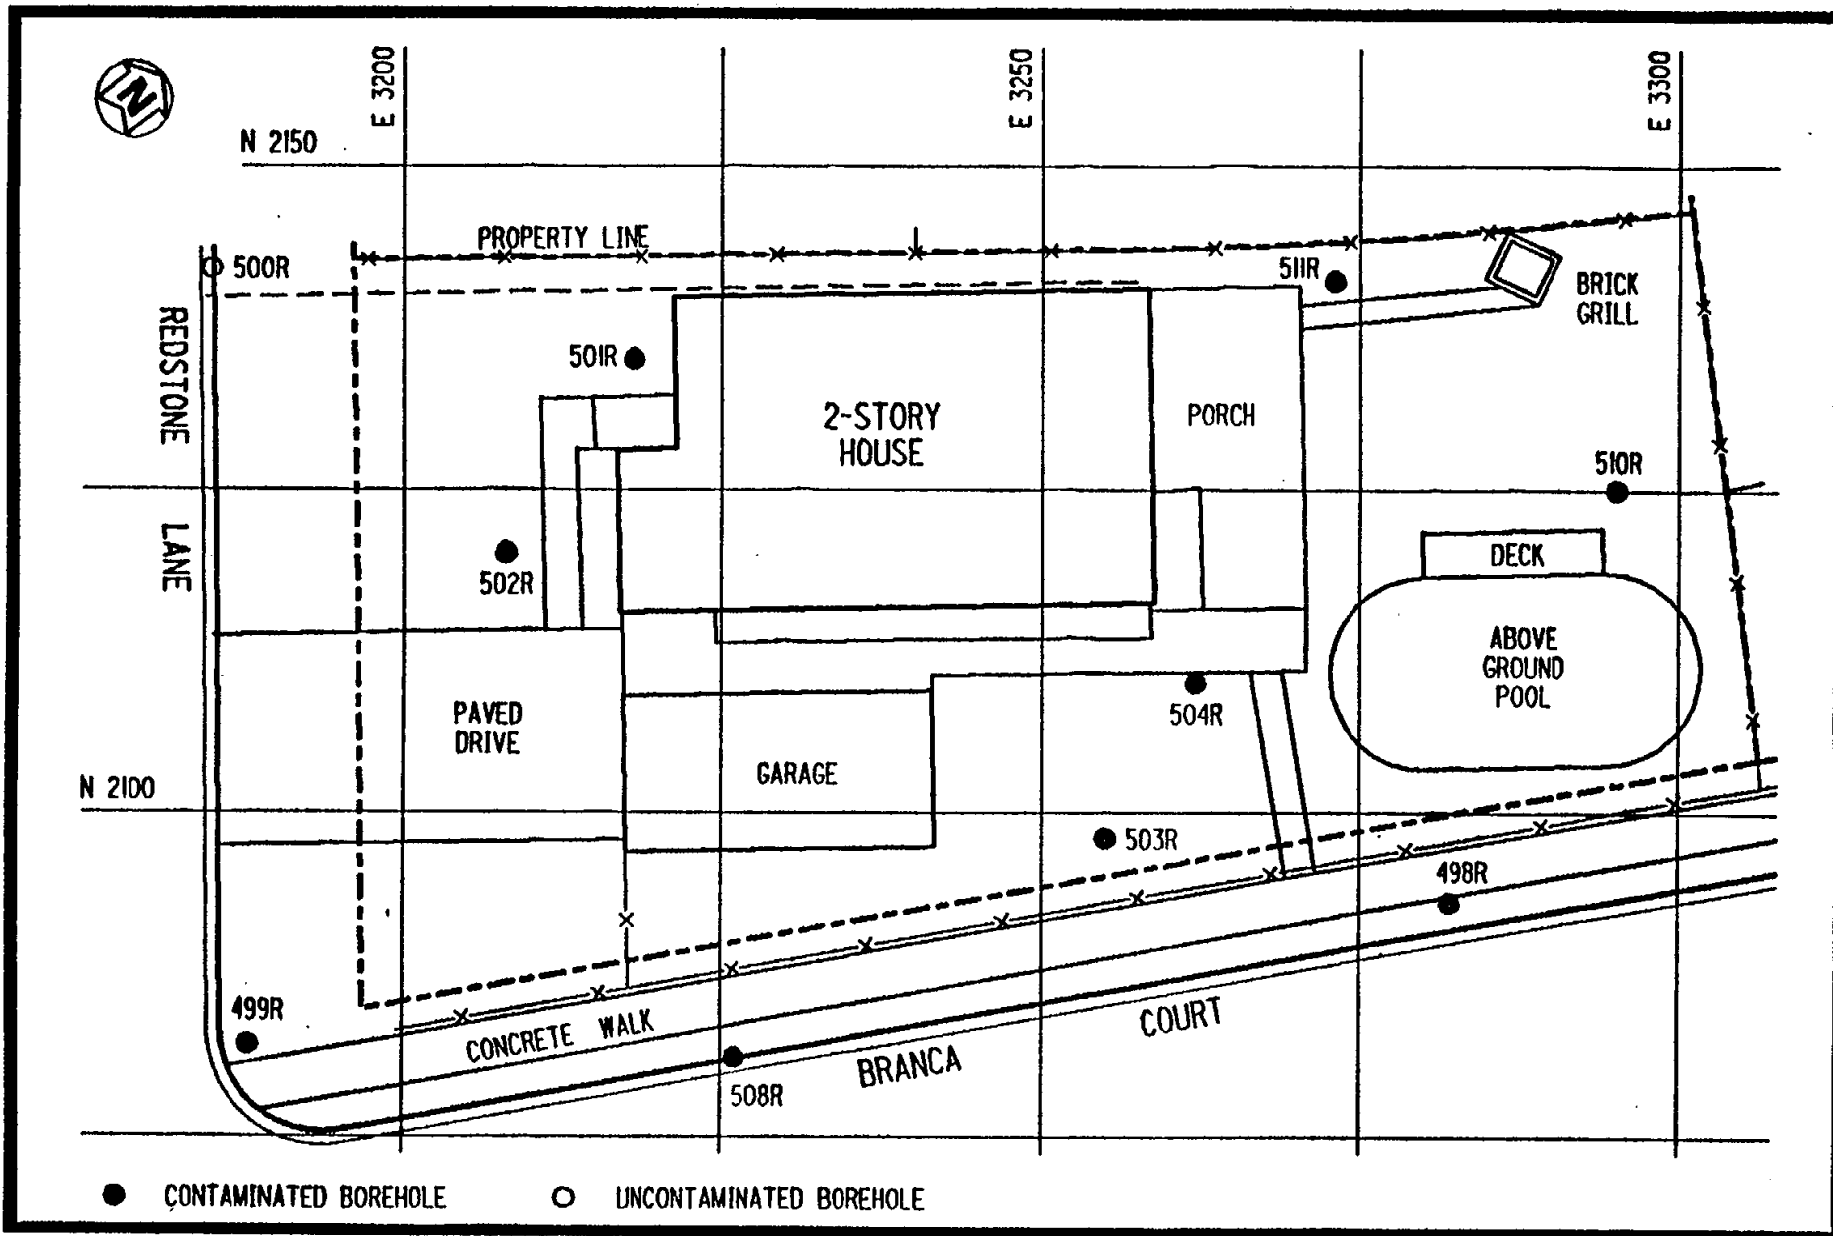 E 3200
E 3250
E 3300
N
N 2150
PROPERTY LINE
500R
511R
BRICK
GRILL
REDSTONE
LANE
501R
2-STORY
HOUSE
PORCH
510R
502R
DECK
ABOVE
GROUND
POOL
PAVED
DRIVE
504R
GARAGE
N 2100
503R
498R
499R
CONCRETE WALK
BRANCA
COURT
508R
CONTAMINATED BOREHOLE
UNCONTAMINATED BOREHOLE